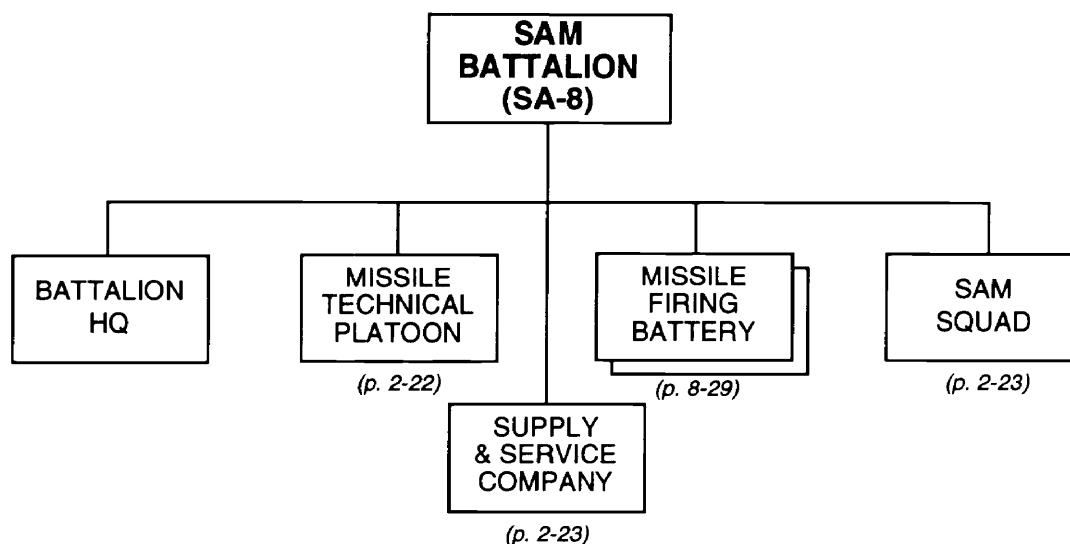 SAM
BATTALION
(SA-8)
BATTALION
HQ
MISSILE
TECHNICAL
PLATOON
(p. 2-22)
MISSILE
FIRING
BATTERY
(p. 8-29)
SAM
SQUAD
(p. 2-23)
SUPPLY
& SERVICE
COMPANY
(p. 2-23)